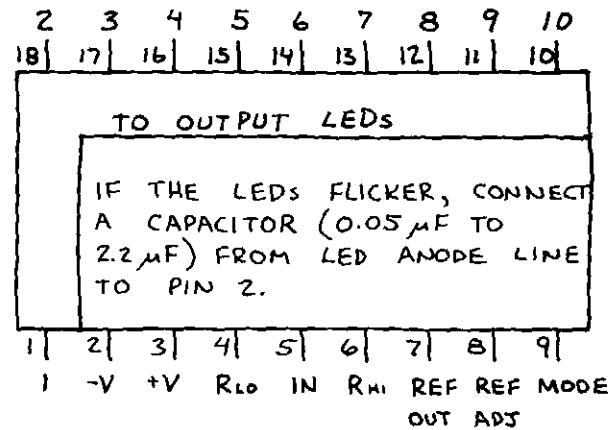 2 3 4 5 6 7 8 9 10
18 17 16 15 14 13 12 11 10
TO OUTPUT LEDs
IF THE LEDs FLICKER, CONNECT
A CAPACITOR (0.05 µF TO
2.2 µF) FROM LED ANODE LINE
TO PIN 2.
1 2 3 4 5 6 7 8 9
1 -V +V RLO IN RHI REF REF MODE
OUT ADJ